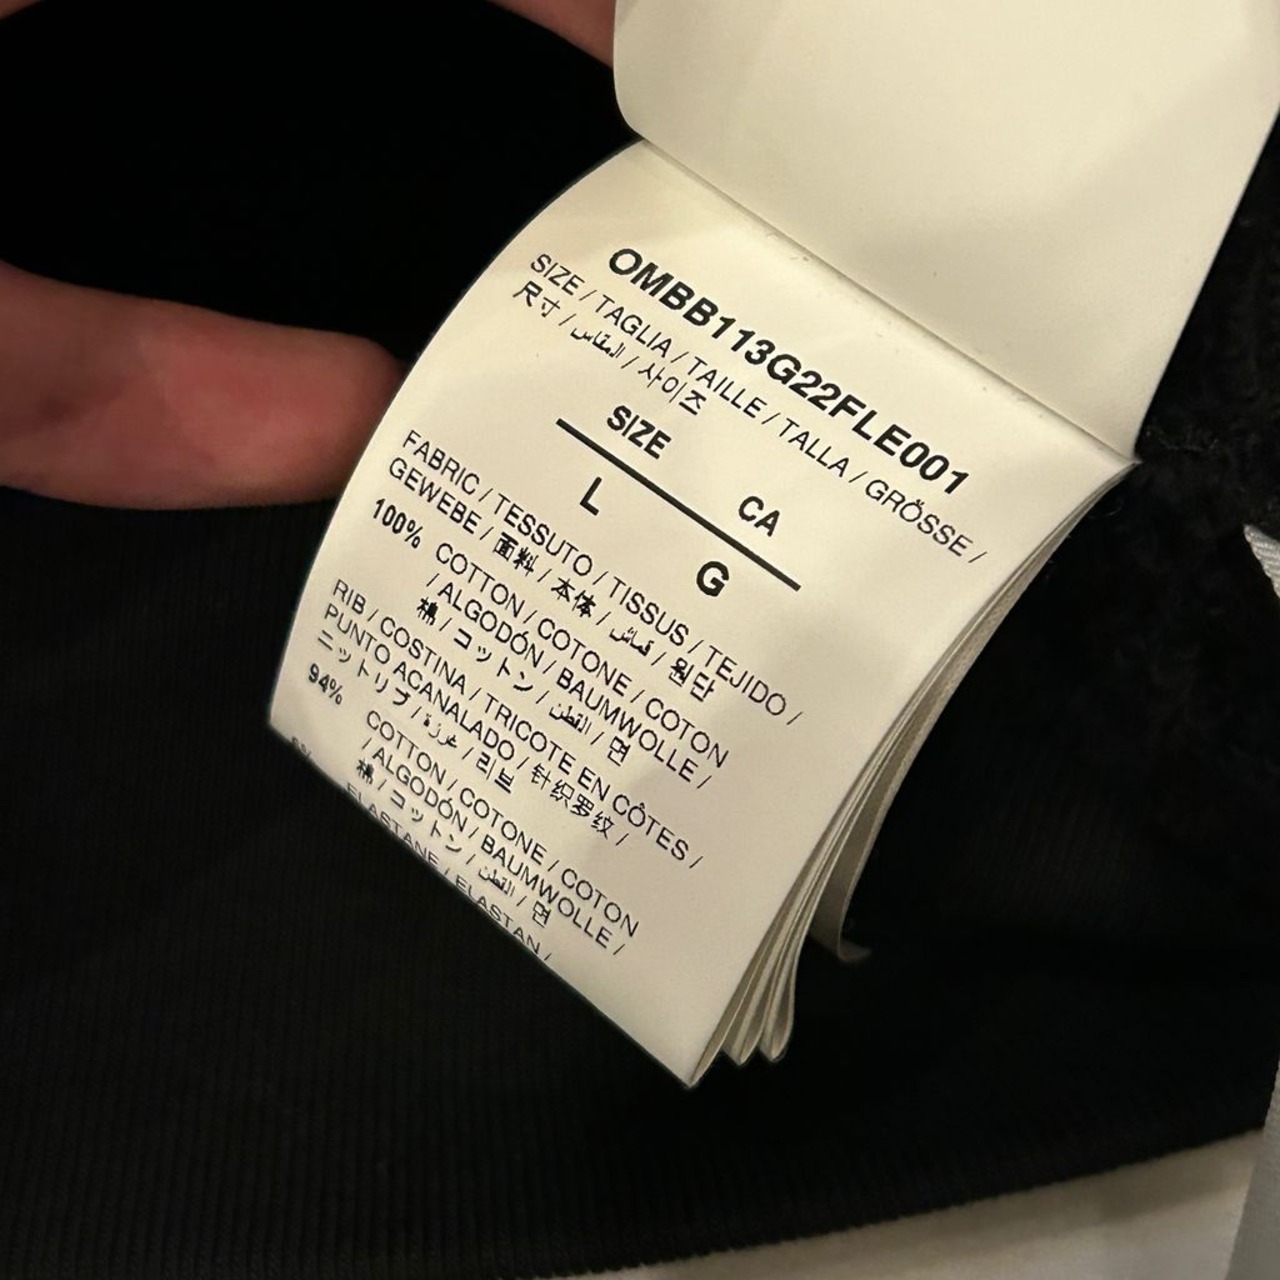 OMBB113G22FLE001
SIZE / TAGLIA / TAILLE / TALLA / GRÖSSE /
尺寸 / المقاس / 사이즈
SIZE CA
L G
FABRIC / TESSUTO / TISSUS / TEJIDO /
GEWEBE / 面料 / 本体 / قماش / 원단
100% COTTON / COTONE / COTON
/ ALGODÓN / BAUMWOLLE /
棉 / コットン / القطن / 면
RIB / COSTINA / TRICOTE EN CÔTES /
PUNTO ACANALADO / 针织罗纹 /
ニットリブ / غرزة / 리브
94% COTTON / COTONE / COTON
/ ALGODÓN / BAUMWOLLE /
棉 / コットン / القطن / 면
ELASTANE / ELASTAN /